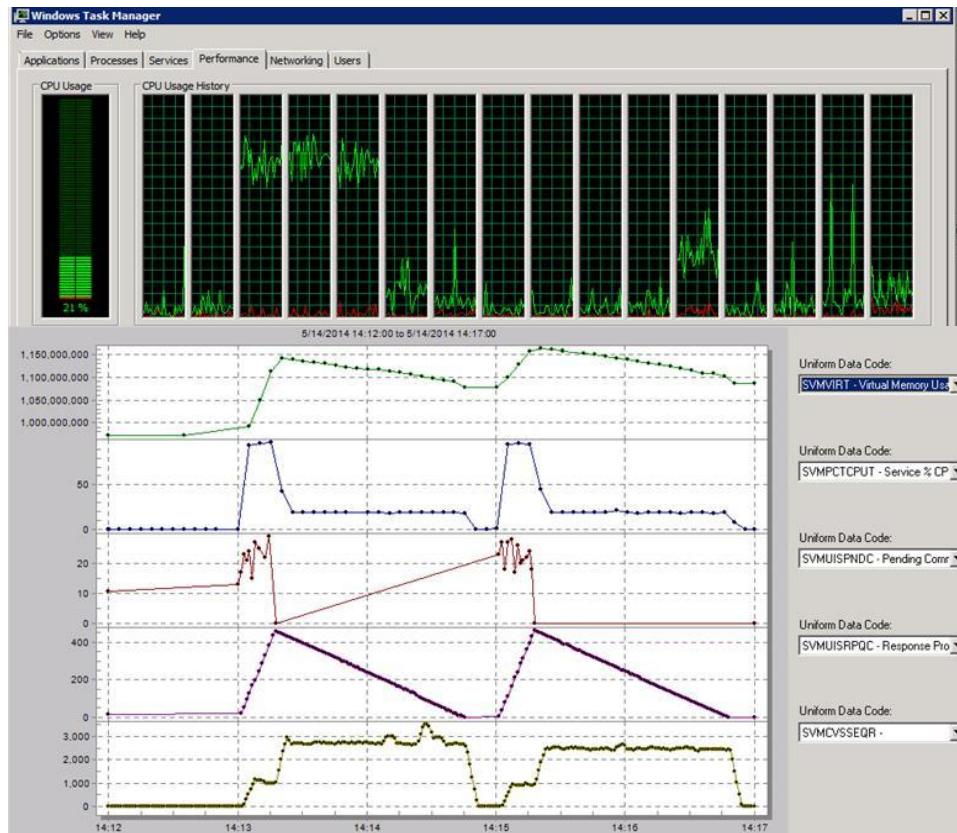 Windows Task Manager
File Options View Help
Applications Processes Services Performance Networking Users
CPU Usage
CPU Usage History
21 %
5/14/2014 14:12:00 to 5/14/2014 14:17:00
1,150,000,000
1,100,000,000
1,050,000,000
1,000,000,000
50
0
20
10
0
400
200
0
3,000
2,000
1,000
0
14:12 14:13 14:14 14:15 14:16 14:17
Uniform Data Code:
SVMVIRT - Virtual Memory Usa
Uniform Data Code:
SVMPCTCPUT - Service % CP
Uniform Data Code:
SVMUISPNDC - Pending Comr
Uniform Data Code:
SVMUISRPQC - Response Pro
Uniform Data Code:
SVMCVSSEQR -